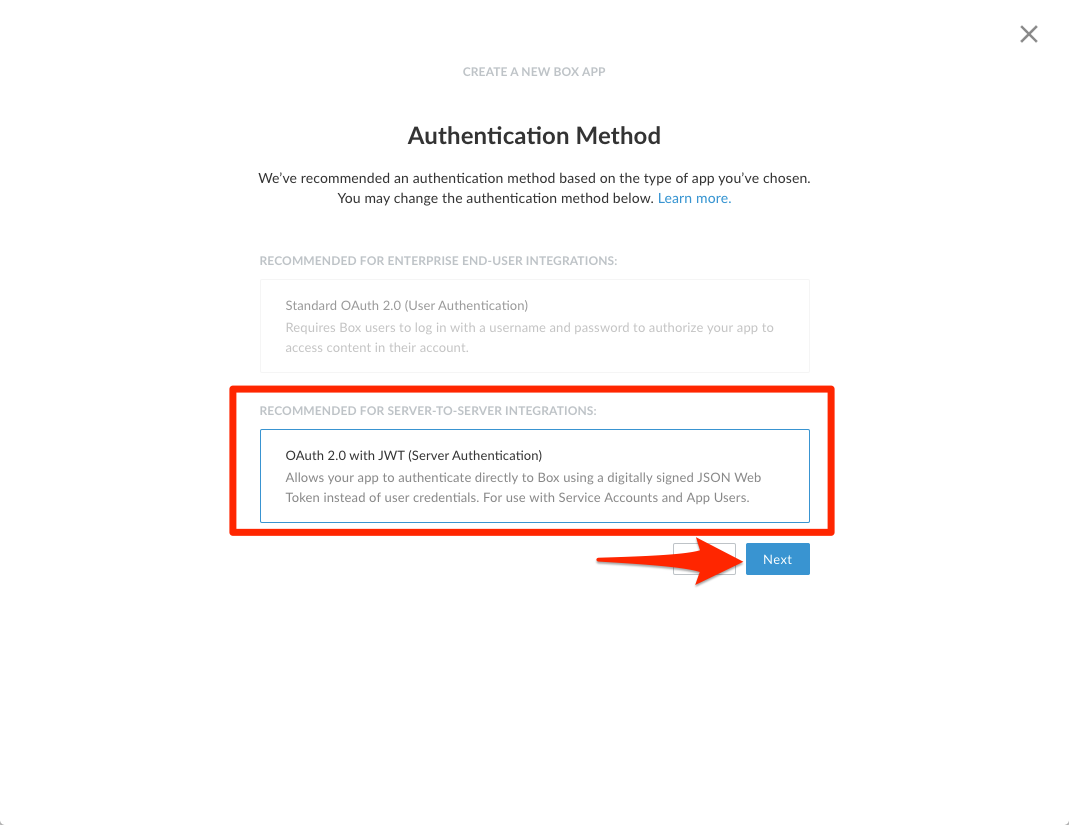 CREATE A NEW BOX APP
Authentication Method
We've recommended an authentication method based on the type of app you've chosen.
You may change the authentication method below. Learn more.
RECOMMENDED FOR ENTERPRISE END-USER INTEGRATIONS:
Standard OAuth 2.0 (User Authentication)
Requires Box users to log in with a username and password to authorize your app to
access content in their account.
RECOMMENDED FOR SERVER-TO-SERVER INTEGRATIONS:
OAuth 2.0 with JWT (Server Authentication)
Allows your app to authenticate directly to Box using a digitally signed JSON Web
Token instead of user credentials. For use with Service Accounts and App Users.
Next